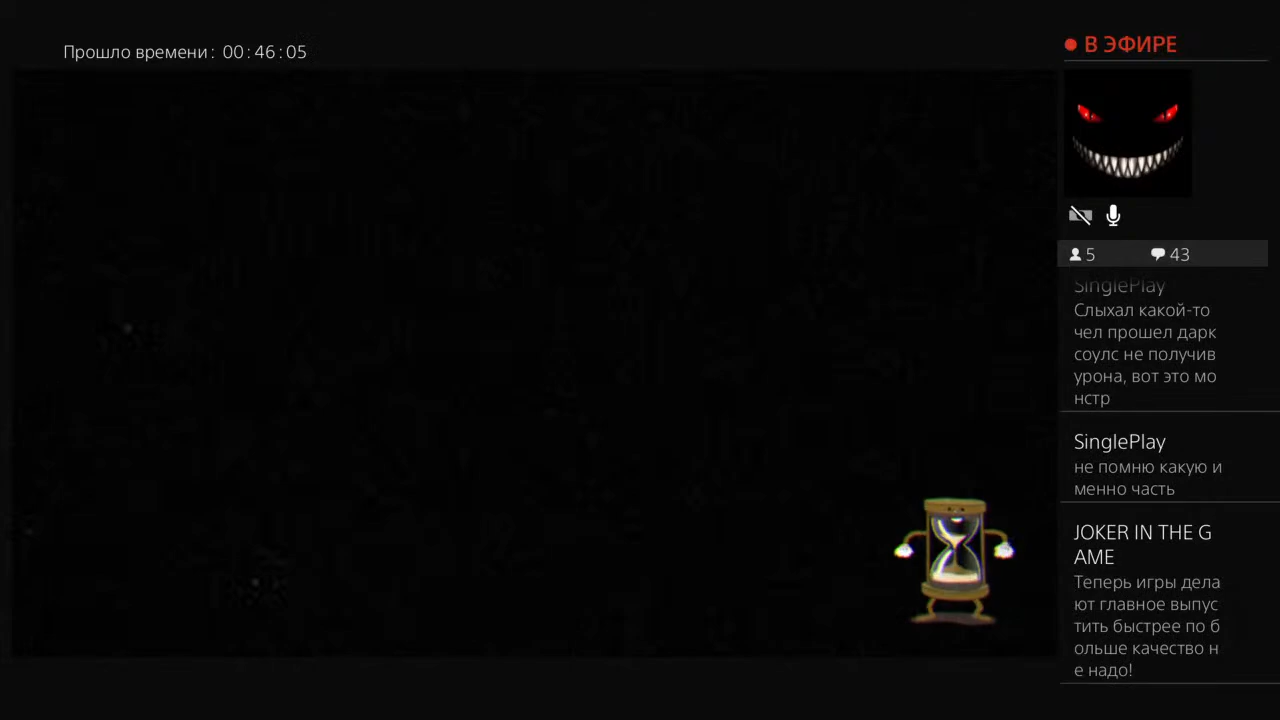 Прошло времени: 00:46:05
В ЭФИРЕ
5
43
SinglePlay
Слыхал какой-то
чел прошел дарк
соулс не получив
урона, вот это мо
нстр
SinglePlay
не помню какую и
менно часть
JOKER IN THE G
AME
Теперь игры дела
ют главное выпус
тить быстрее по б
ольше качество н
е надо!